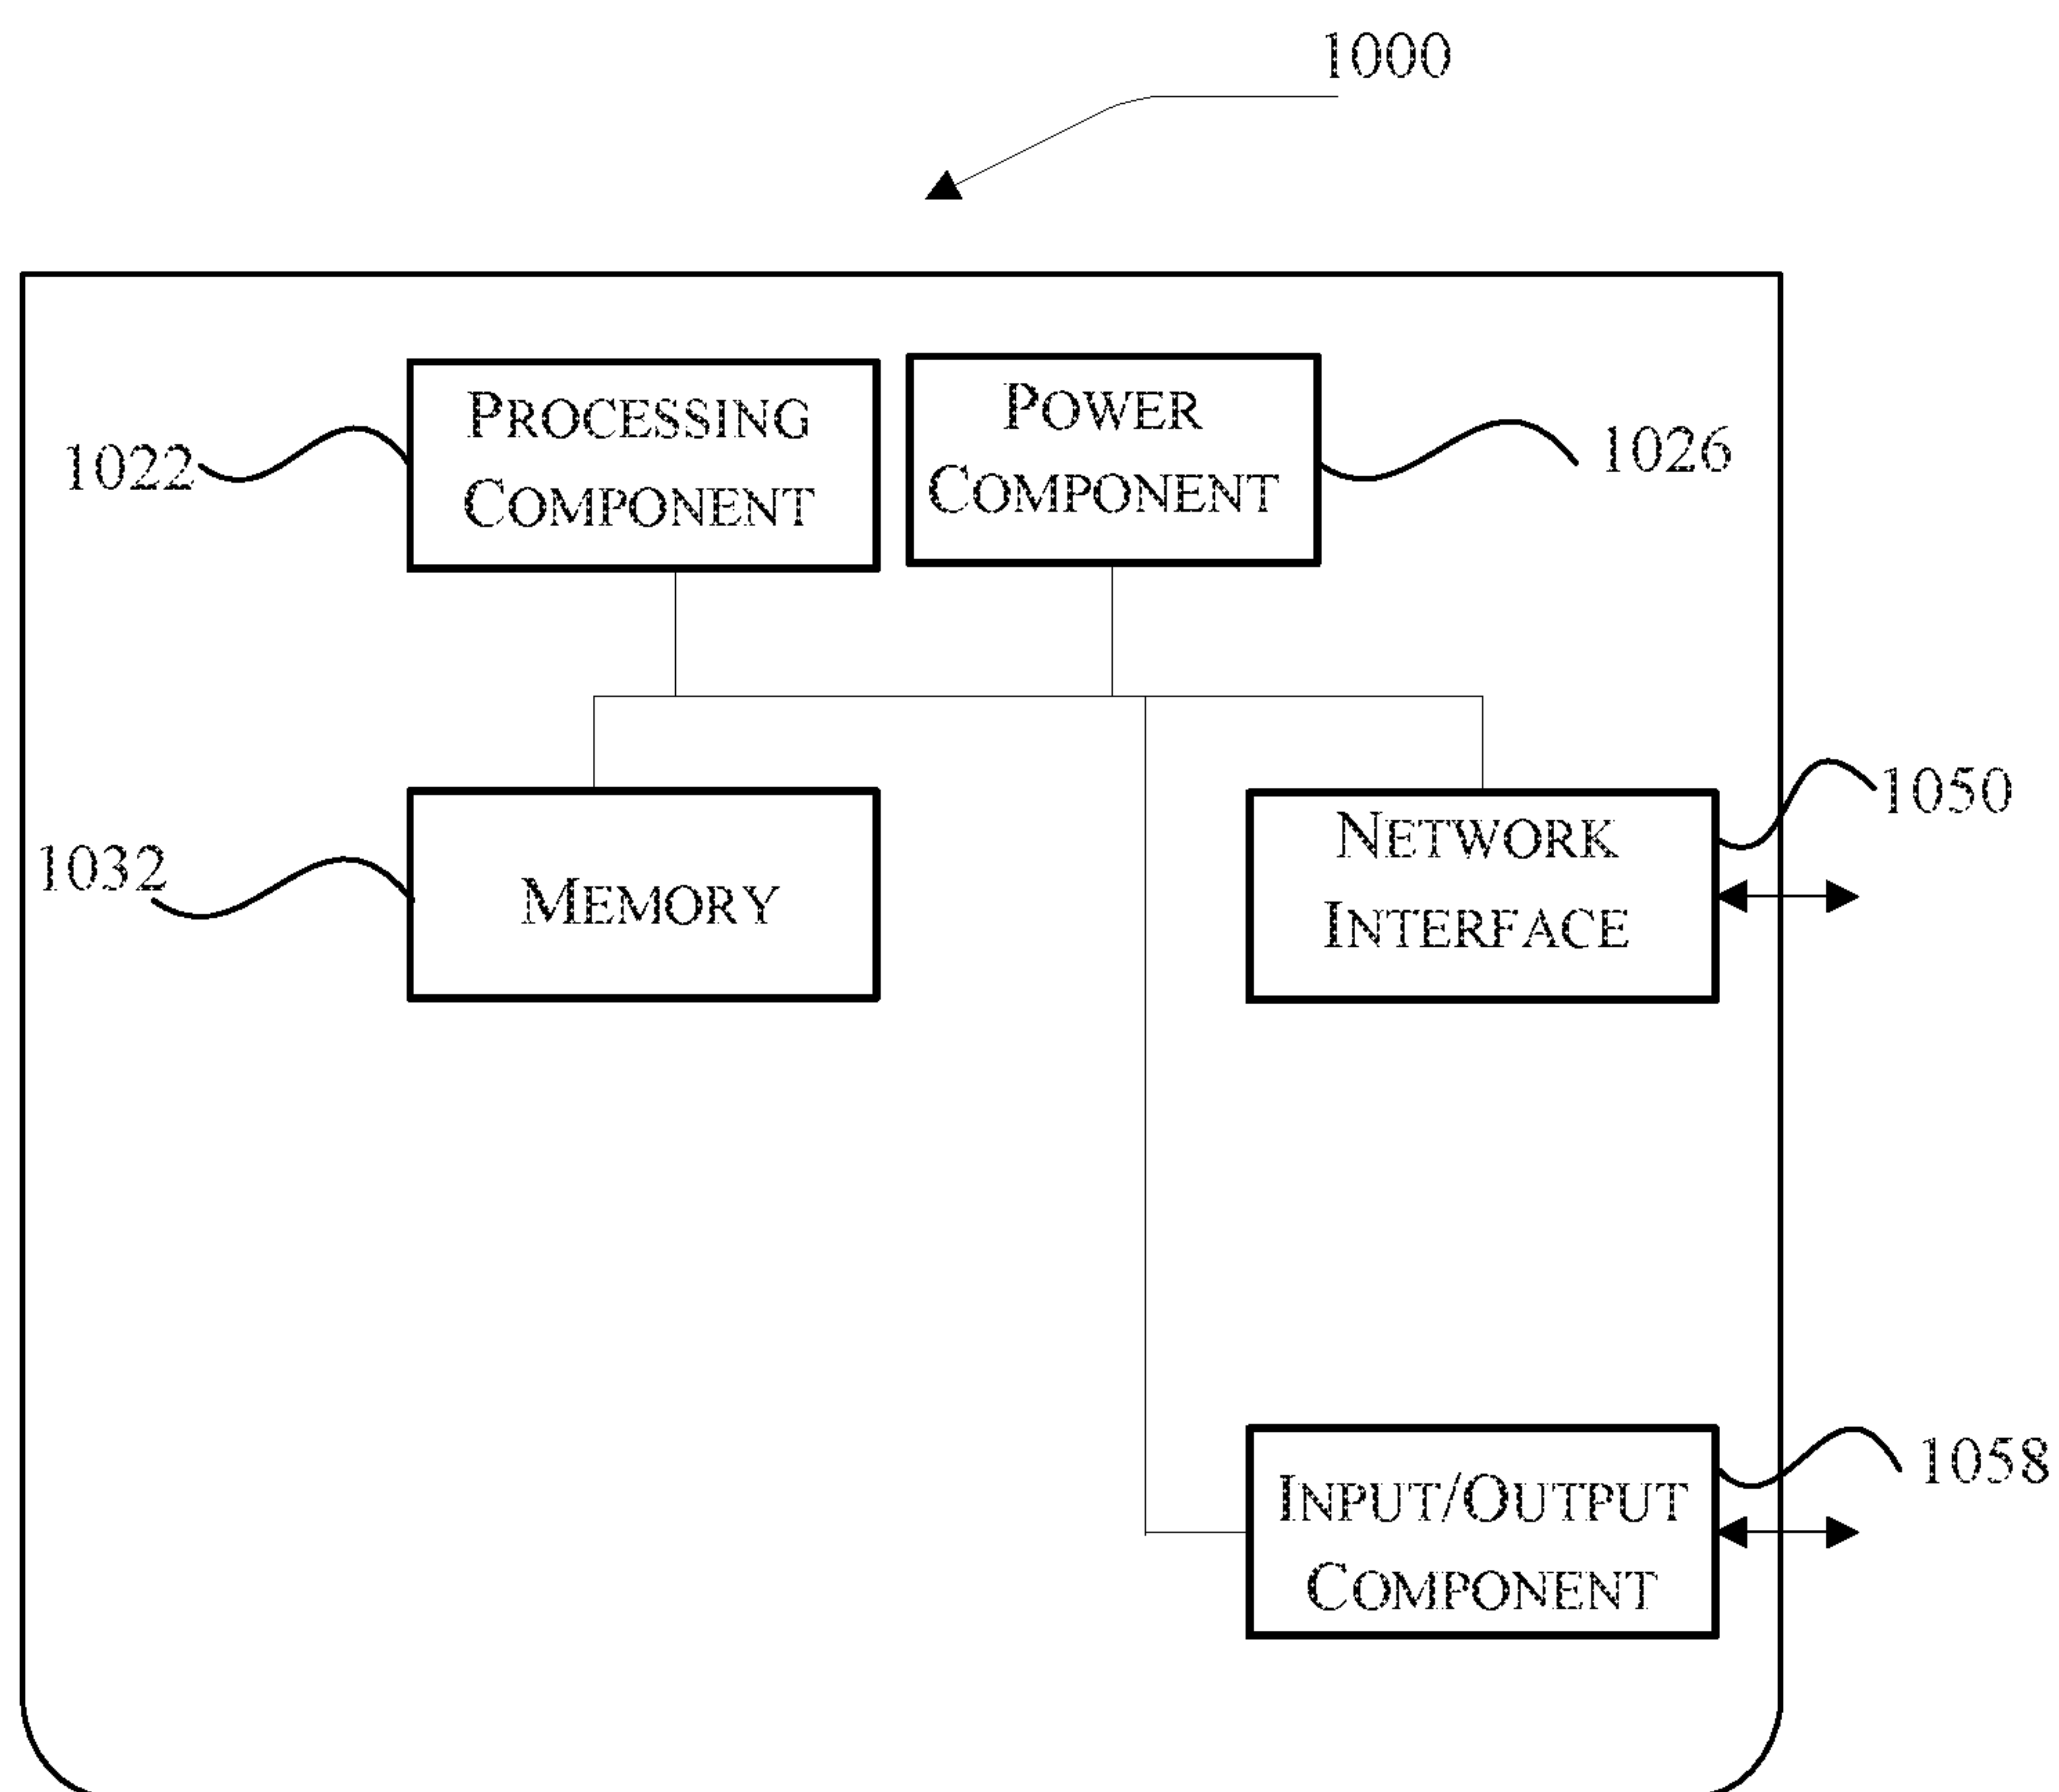 1000
PROCESSING
COMPONENT
POWER
COMPONENT
1022
1026
1032
MEMORY
NETWORK
INTERFACE
1050
INPUT/OUTPUT
COMPONENT
1058